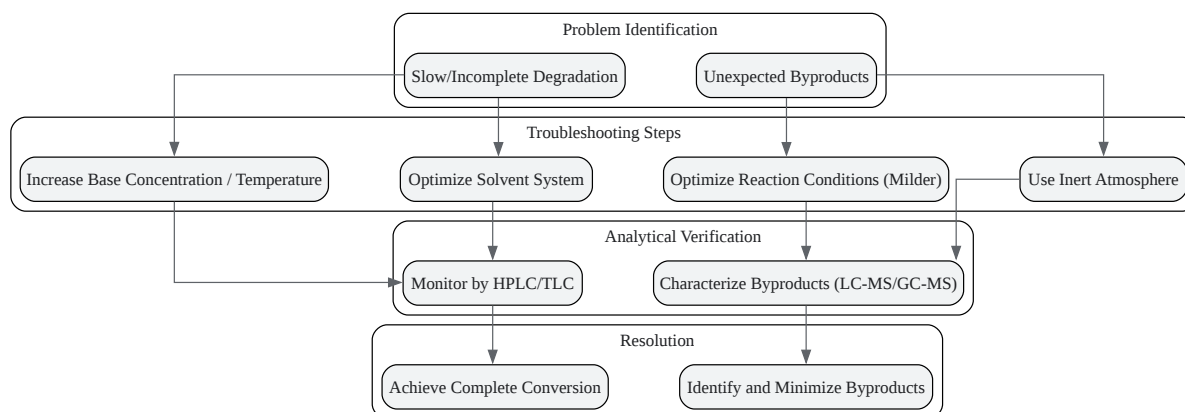 Problem Identification
Slow/Incomplete Degradation
Unexpected Byproducts
Troubleshooting Steps
Increase Base Concentration / Temperature
Optimize Solvent System
Optimize Reaction Conditions (Milder)
Use Inert Atmosphere
Analytical Verification
Monitor by HPLC/TLC
Characterize Byproducts (LC-MS/GC-MS)
Resolution
Achieve Complete Conversion
Identify and Minimize Byproducts